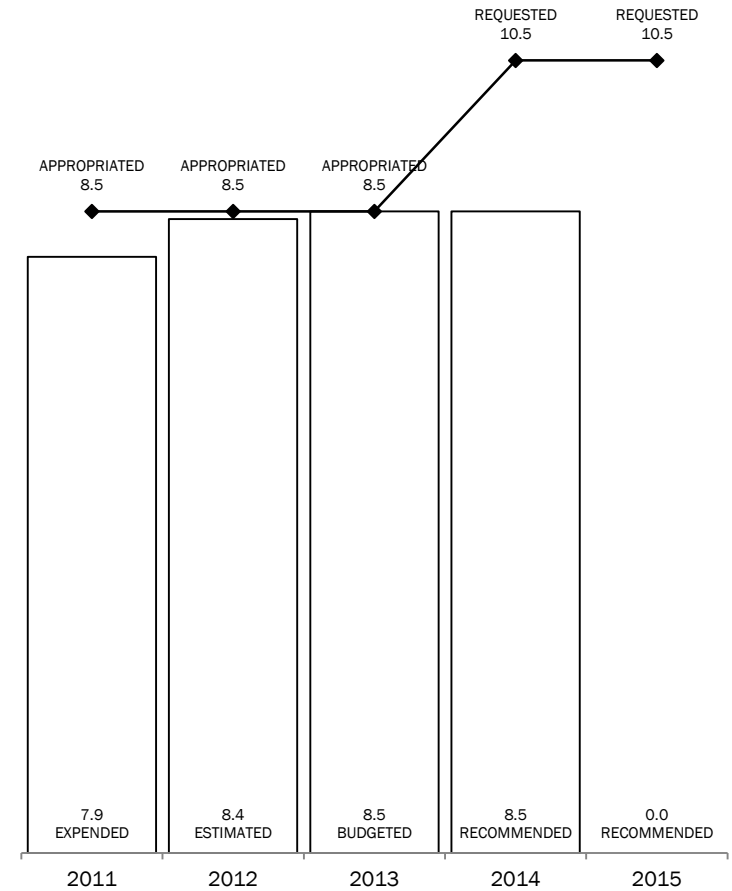 REQUESTED
10.5
REQUESTED
10.5
APPROPRIATED
8.5
APPROPRIATED
8.5
APPROPRIATED
8.5
7.9
EXPENDED
8.4
ESTIMATED
8.5
BUDGETED
8.5
RECOMMENDED
0.0
RECOMMENDED
2011
2012
2013
2014
2015